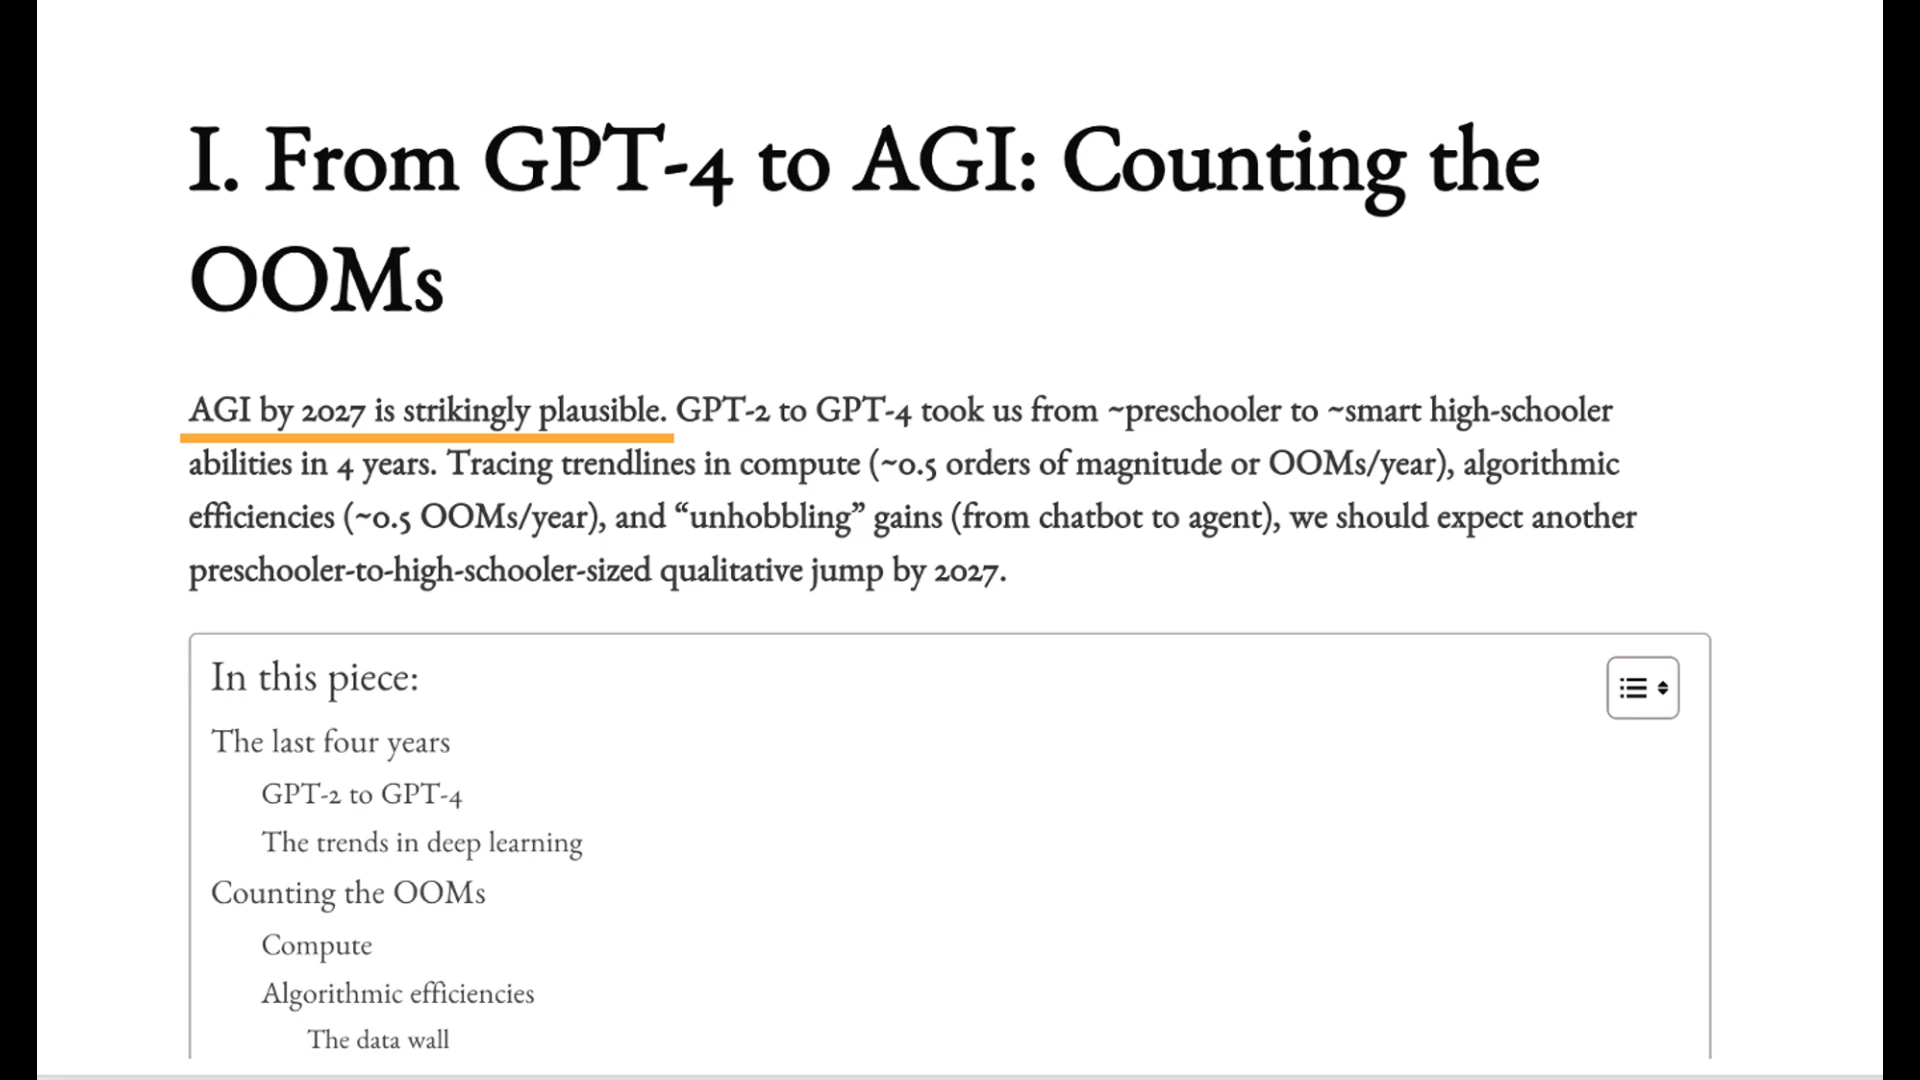 I. From GPT-4 to AGI: Counting the
OOMs
AGI by 2027 is strikingly plausible. GPT-2 to GPT-4 took us from ~preschooler to ~smart high-schooler
abilities in 4 years. Tracing trendlines in compute (~0.5 orders of magnitude or OOMs/year), algorithmic
efficiencies (~0.5 OOMs/year), and “unhobbling” gains (from chatbot to agent), we should expect another
preschooler-to-high-schooler-sized qualitative jump by 2027.
In this piece:
The last four years
GPT-2 to GPT-4
The trends in deep learning
Counting the OOMs
Compute
Algorithmic efficiencies
The data wall